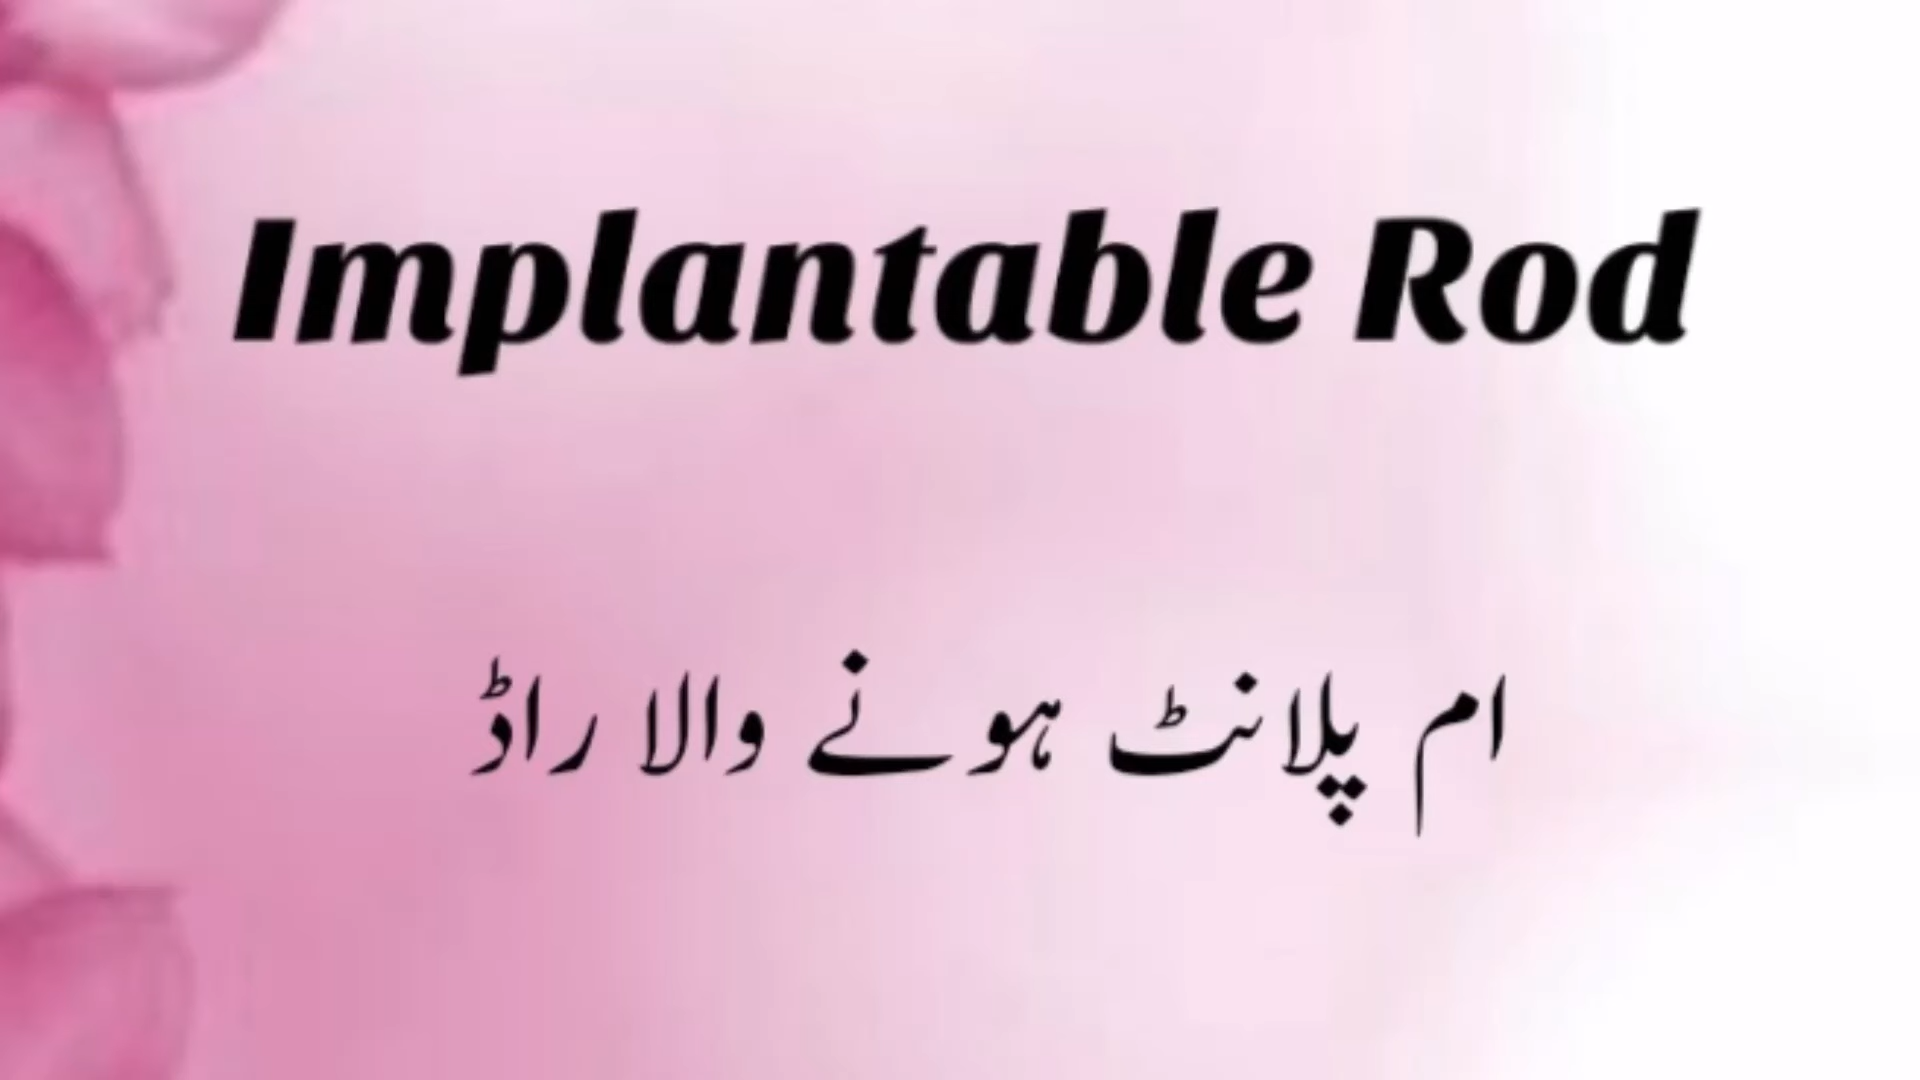 Implantable Rod
ام پلانٹ ہونے والا راڈ